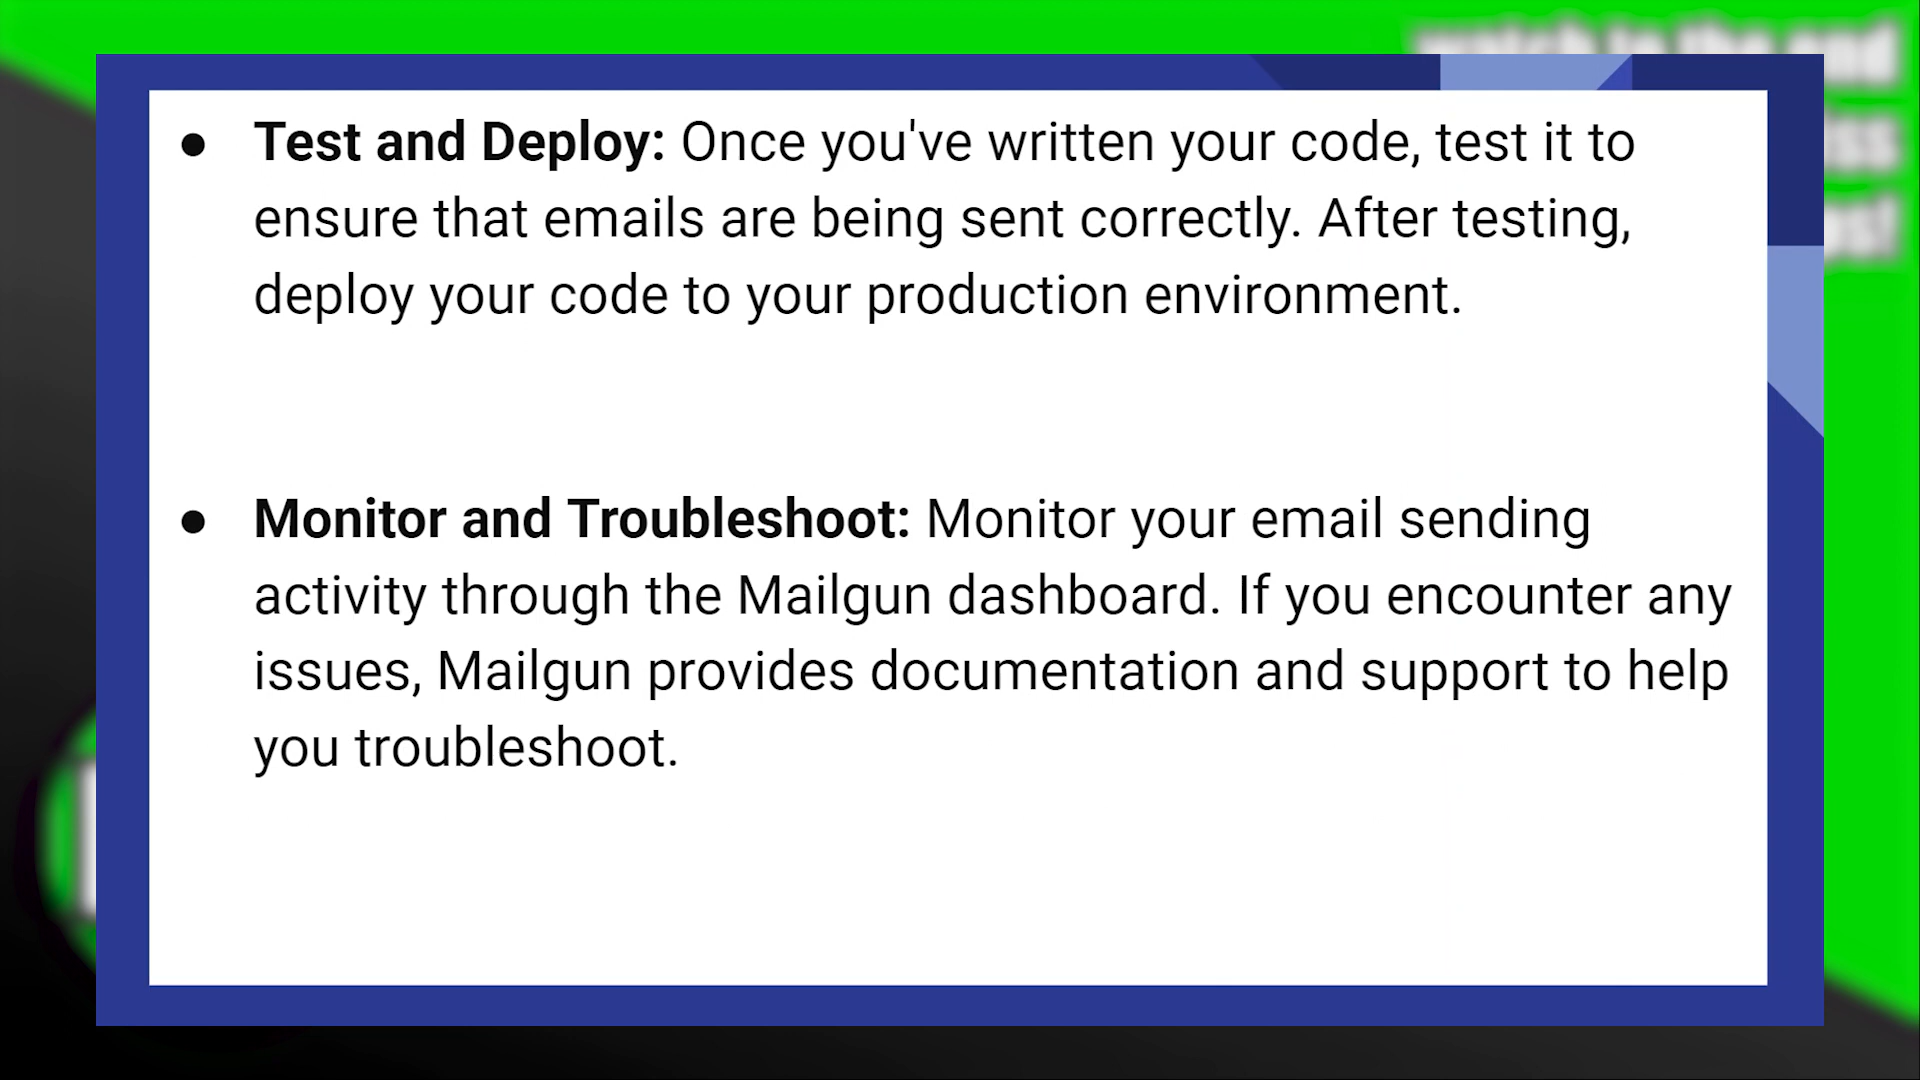 ● Test and Deploy: Once you've written your code, test it to
ensure that emails are being sent correctly. After testing,
deploy your code to your production environment.
● Monitor and Troubleshoot: Monitor your email sending
activity through the Mailgun dashboard. If you encounter any
issues, Mailgun provides documentation and support to help
you troubleshoot.